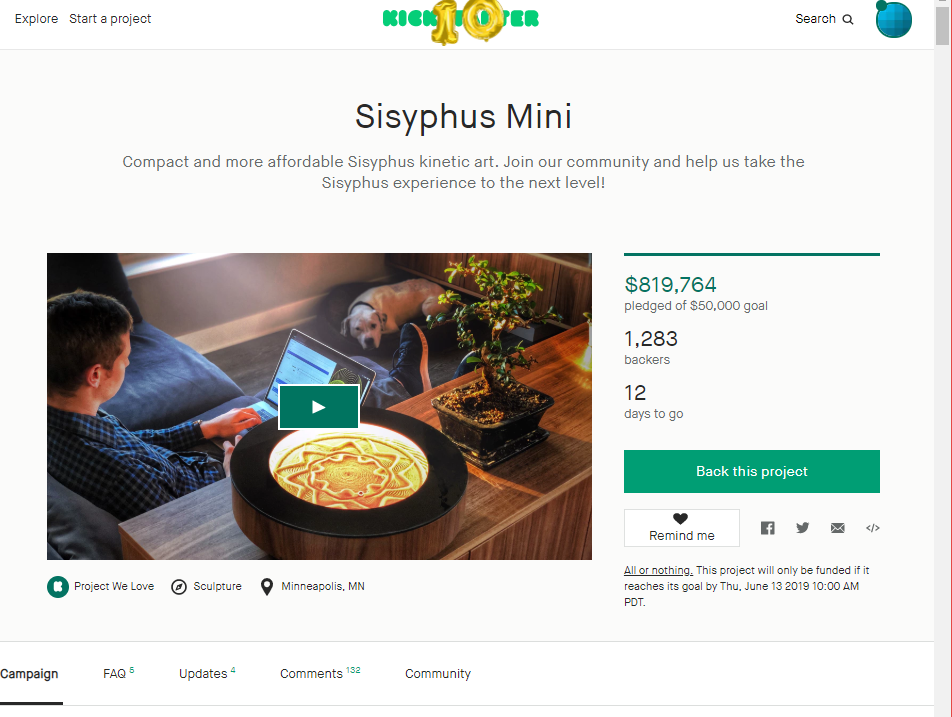 Explore Start a project
KICKSTARTER
Search
Sisyphus Mini
Compact and more affordable Sisyphus kinetic art. Join our community and help us take the
Sisyphus experience to the next level!
$819,764
pledged of $50,000 goal
1,283
backers
12
days to go
Back this project
Remind me
All or nothing. This project will only be funded if it
reaches its goal by Thu, June 13 2019 10:00 AM
PDT.
Project We Love Sculpture Minneapolis, MN
Campaign FAQ 5 Updates 4 Comments 132 Community